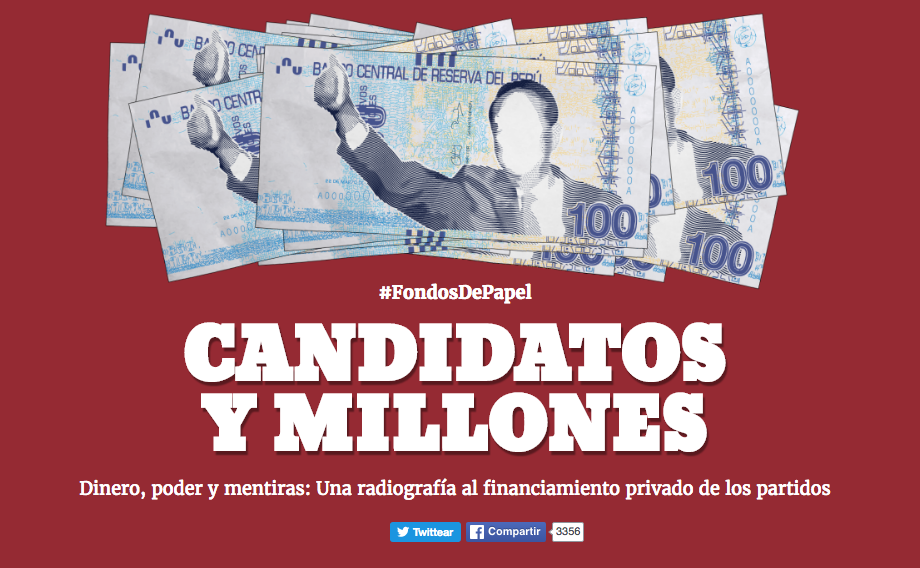 BANCO CENTRAL DE RESERVA DEL PERÚ
100
100
100
#FondosDePapel
CANDIDATOS
Y MILLONES
Dinero, poder y mentiras: Una radiografía al financiamiento privado de los partidos
Twittear
Compartir
3356